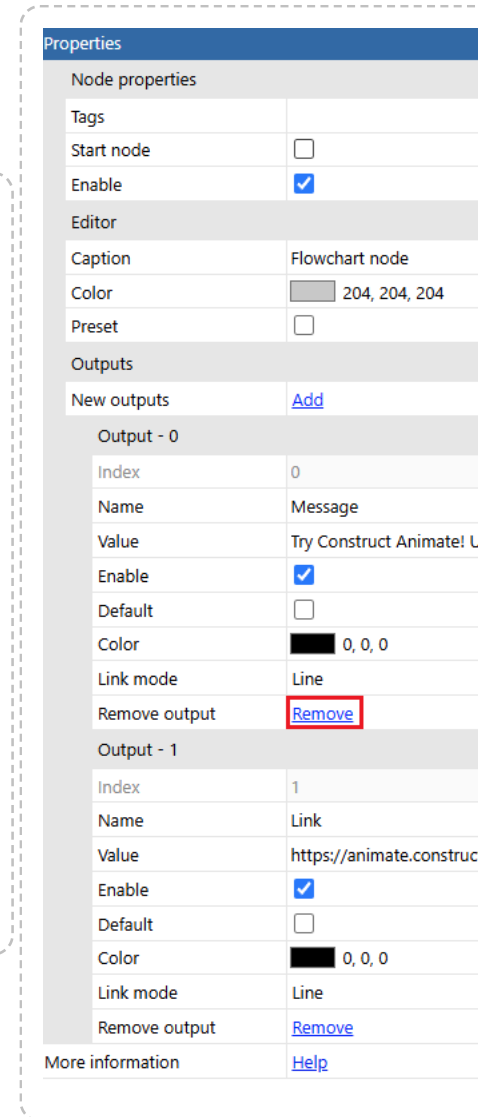 Properties
Node properties
Tags
Start node
Enable
Editor
Caption Flowchart node
Color 204, 204, 204
Preset
Outputs
New outputs Add
Output - 0
Index 0
Name Message
Value Try Construct Animate! U
Enable
Default
Color 0, 0, 0
Link mode Line
Remove output Remove
Output - 1
Index 1
Name Link
Value https://animate.construc
Enable
Default
Color 0, 0, 0
Link mode Line
Remove output Remove
More information Help